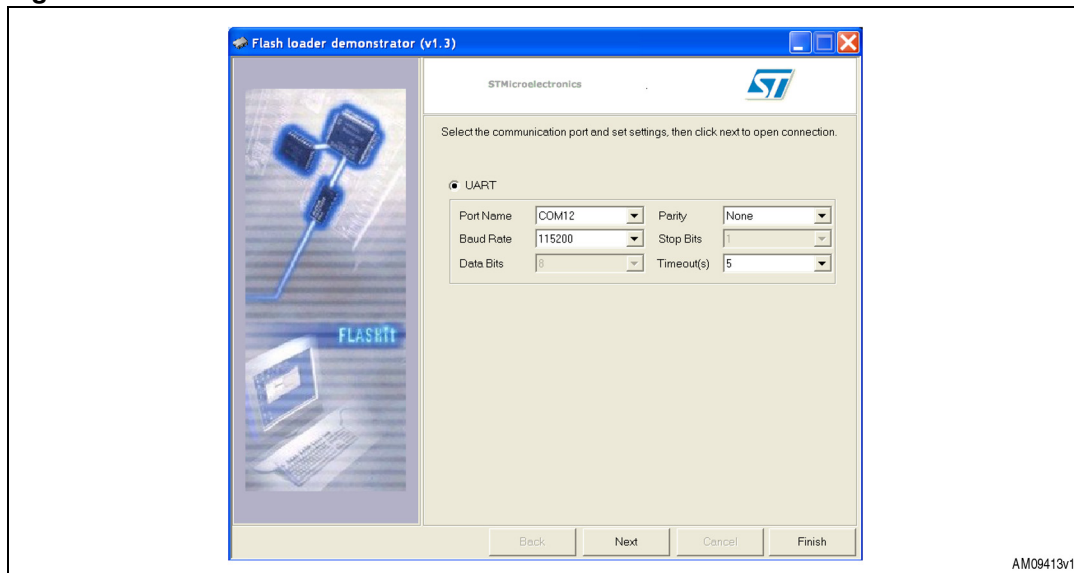 Flash loader demonstrator (v1.3)
STMicroelectronics
ST
Select the communication port and set settings, then click next to open connection.
UART
Port Name COM12 Parity None
Baud Rate 115200 Stop Bits 1
Data Bits 8 Timeout(s) 5
FLASHit
Back Next Cancel Finish
AM09413v1